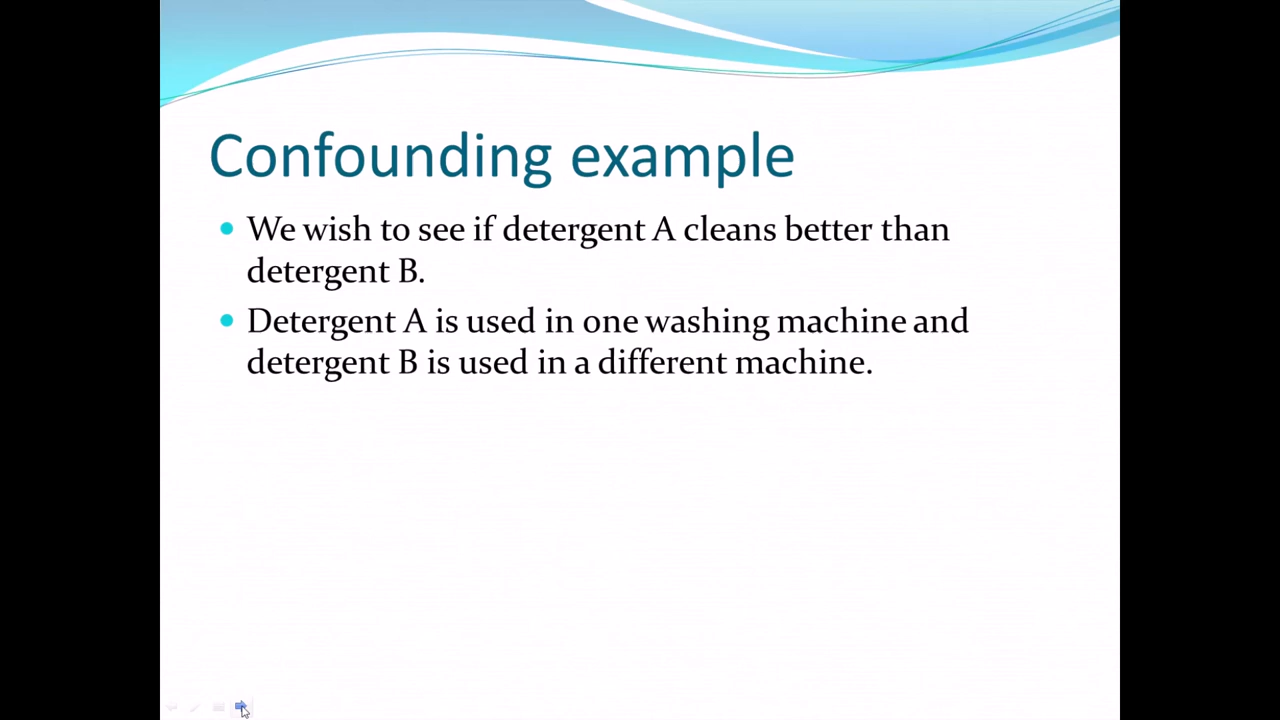 Confounding example
• We wish to see if detergent A cleans better than
detergent B.
• Detergent A is used in one washing machine and
detergent B is used in a different machine.